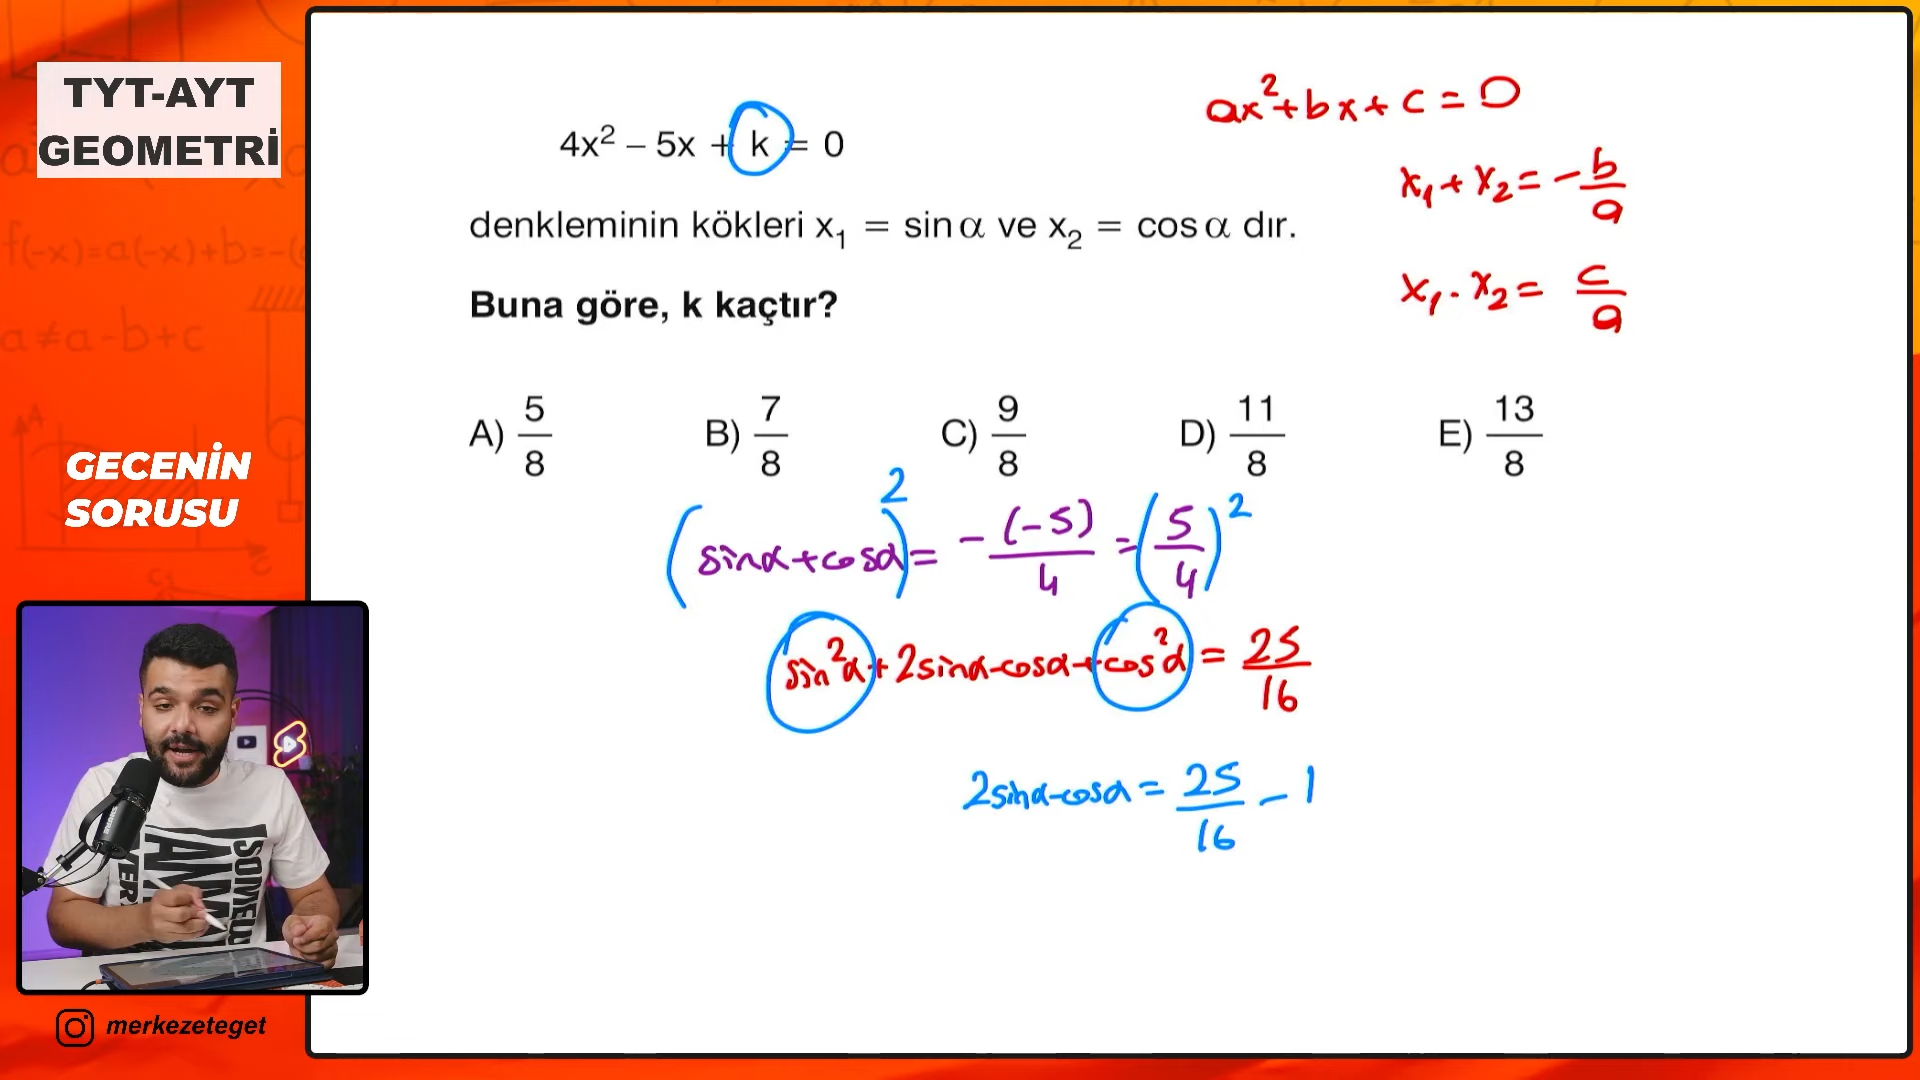 TYT-AYT
GEOMETRİ
4x² – 5x + k = 0
denkleminin kökleri x₁ = sin α ve x₂ = cos α dır.
Buna göre, k kaçtır?
A) 5/8 B) 7/8 C) 9/8 D) 11/8 E) 13/8
ax²+bx+c=0
x₁+x₂=-b/a
x₁.x₂=c/a
(sinα+cosα)²=-(-5)/4=(5/4)²
sin²α+2sinα.cosα+cos²α=25/16
2sinα.cosα=25/16-1
GECENİN
SORUSU
merkezeteget